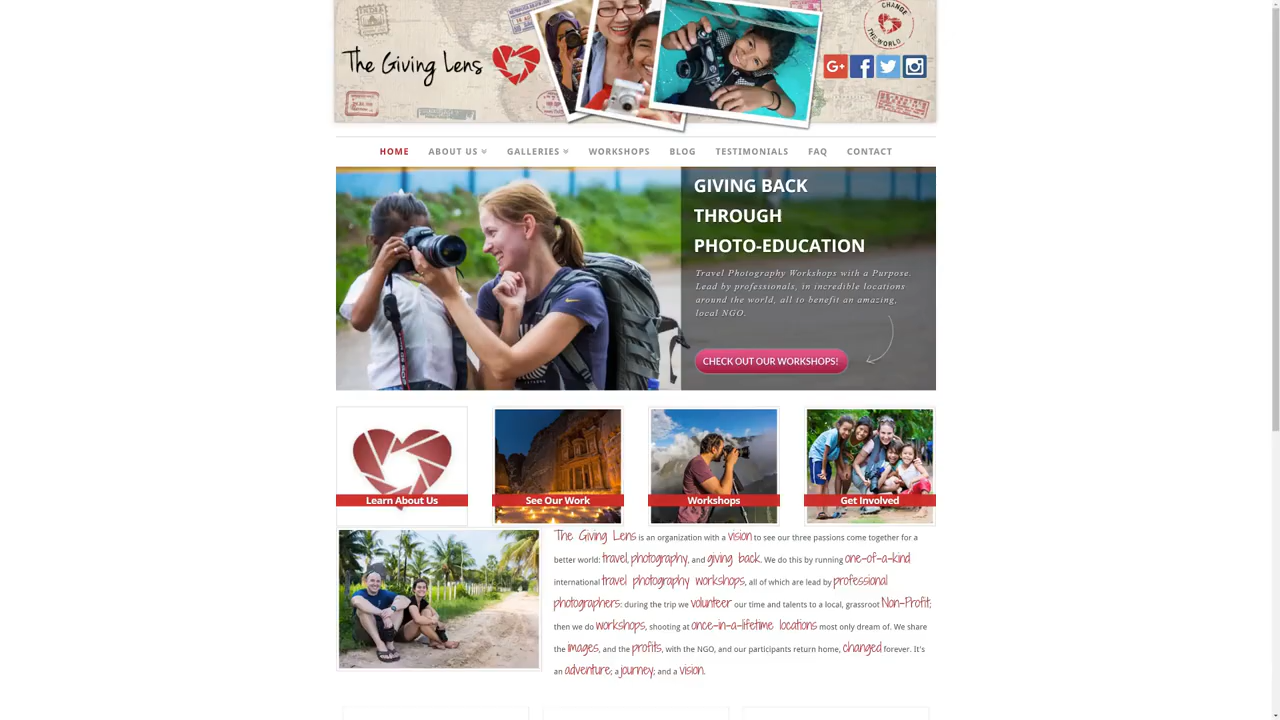 CHANGE
THE WORLD
The Giving Lens
HOME ABOUT US GALLERIES WORKSHOPS BLOG TESTIMONIALS FAQ CONTACT
GIVING BACK
THROUGH
PHOTO-EDUCATION
Travel Photography Workshops with a Purpose.
Lead by professionals, in incredible locations
around the world, all to benefit an amazing,
local NGO.
CHECK OUT OUR WORKSHOPS!
Learn About Us See Our Work Workshops Get Involved
The Giving Lens is an organization with a vision to see our three passions come together for a
better world: travel, photography, and giving back. We do this by running one-of-a-kind
international travel photography workshops, all of which are lead by professional
photographers: during the trip we volunteer our time and talents to a local, grassroot Non-Profit;
then we do workshops, shooting at once-in-a-lifetime locations most only dream of. We share
the images, and the profits, with the NGO, and our participants return home, changed forever. It's
an adventure; a journey; and a vision.